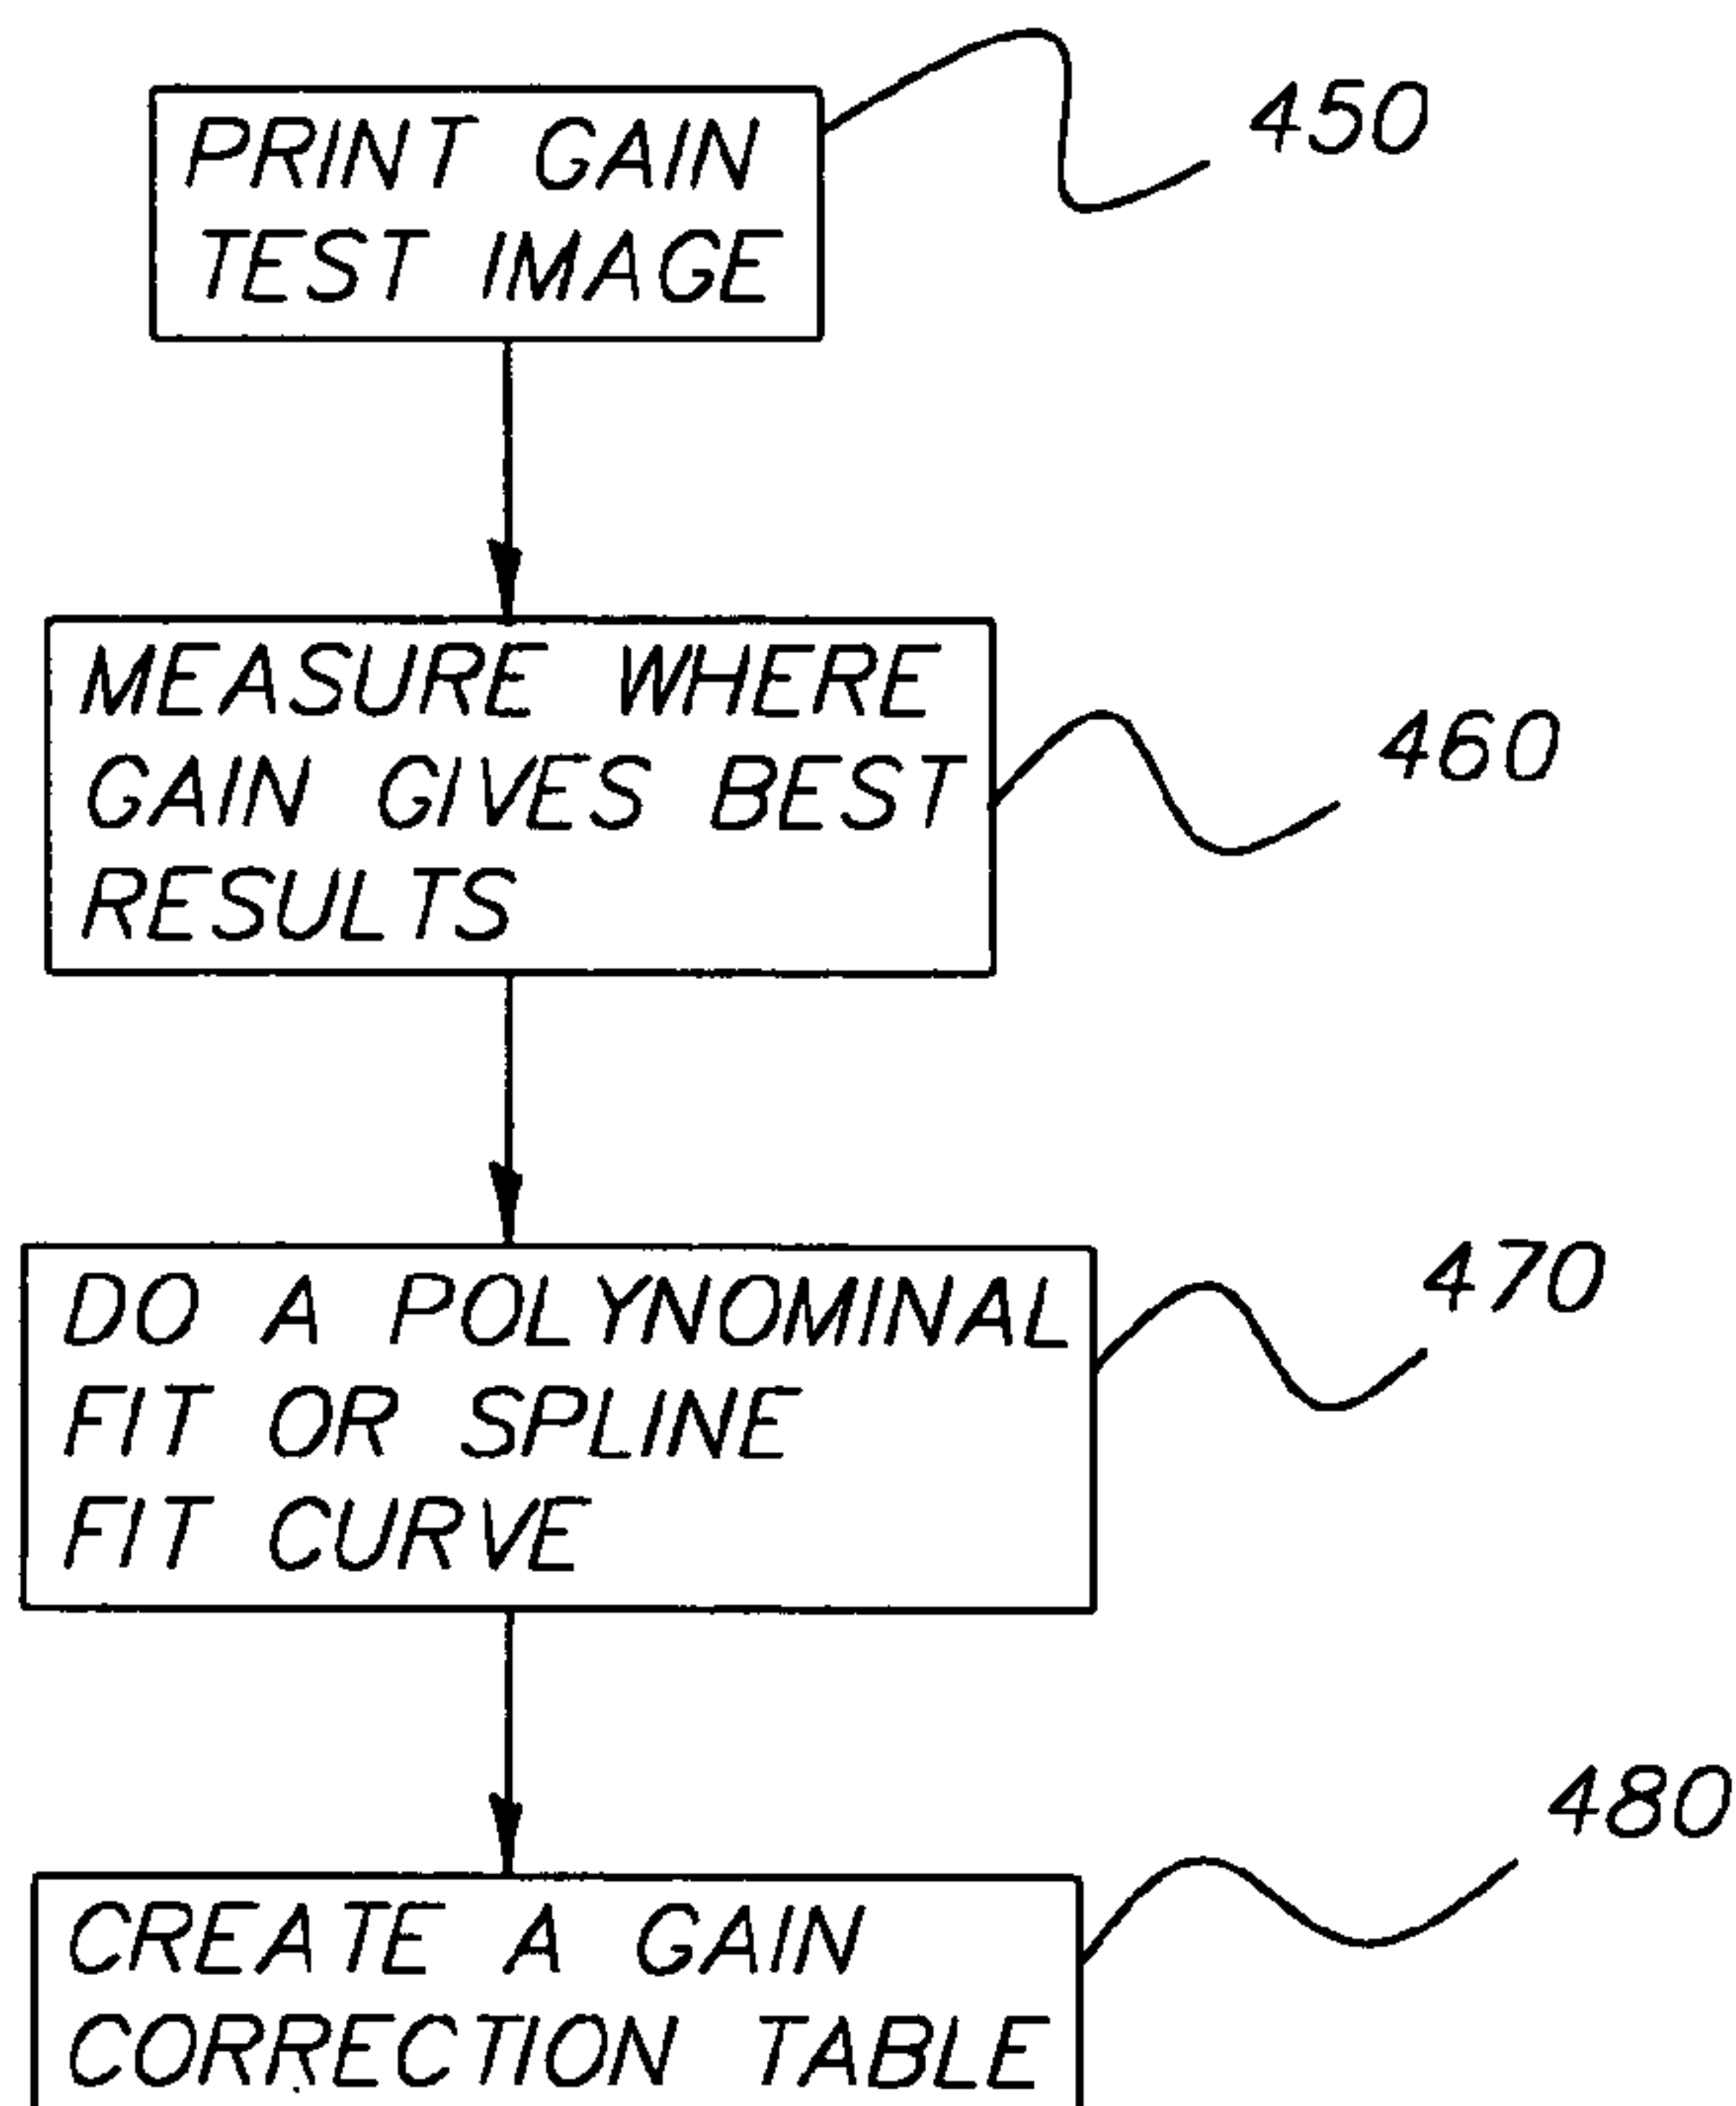 PRINT GAIN
TEST IMAGE
450
MEASURE WHERE
GAIN GIVES BEST
RESULTS
460
DO A POLYNOMINAL
FIT OR SPLINE
FIT CURVE
470
CREATE A GAIN
CORRECTION TABLE
480